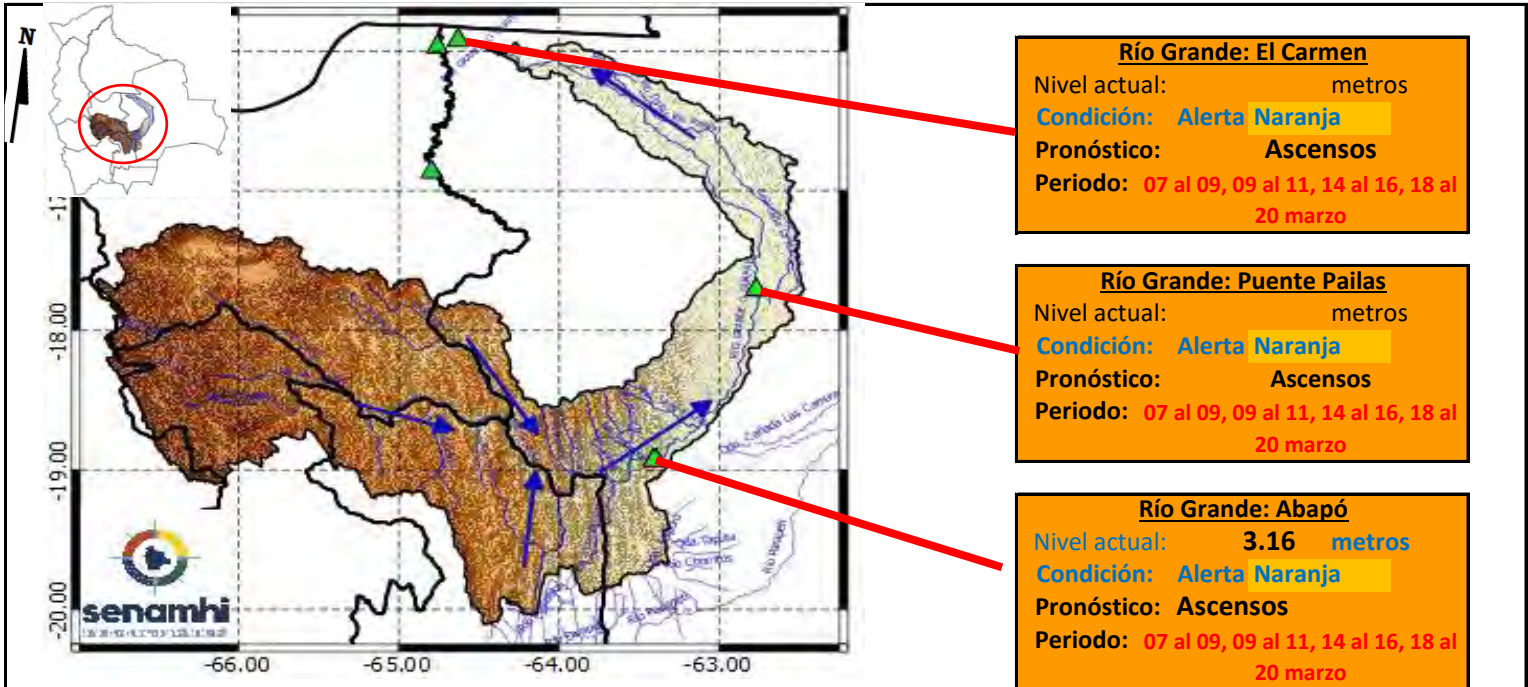 N
Río Grande: El Carmen
Nivel actual: metros
Condición: Alerta Naranja
Pronóstico: Ascensos
Periodo: 07 al 09, 09 al 11, 14 al 16, 18 al
20 marzo
Río Grande: Puente Pailas
Nivel actual: metros
Condición: Alerta Naranja
Pronóstico: Ascensos
Periodo: 07 al 09, 09 al 11, 14 al 16, 18 al
20 marzo
Río Grande: Abapó
Nivel actual: 3.16 metros
Condición: Alerta Naranja
Pronóstico: Ascensos
Periodo: 07 al 09, 09 al 11, 14 al 16, 18 al
20 marzo
-18.00
-19.00
-20.00
-66.00
-65.00
-64.00
-63.00
Qda. Cañada Las Carreras
senamhi